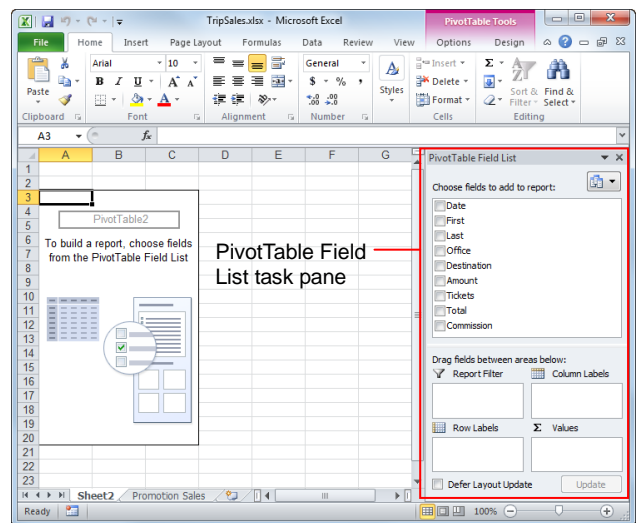 TripSales.xlsx - Microsoft Excel
PivotTable Tools
File Home Insert Page Layout Formulas Data Review View Options Design
Arial 10 General Insert Σ
Paste B I U A A $ % , Styles Delete Sort & Filter Find & Select
A .00 .0 Format
Clipboard Font Alignment Number Cells Editing
A3 fx
A B C D E F G
PivotTable Field List
1
2
3
4
5
6
7
8
9
10
11
12
13
14
15
16
17
18
19
20
21
22
23
PivotTable2
To build a report, choose fields
from the PivotTable Field List
PivotTable Field
List task pane
Choose fields to add to report:
Date
First
Last
Office
Destination
Amount
Tickets
Total
Commission
Drag fields between areas below:
Report Filter Column Labels
Row Labels Σ Values
Defer Layout Update Update
Sheet2 Promotion Sales
Ready 100%